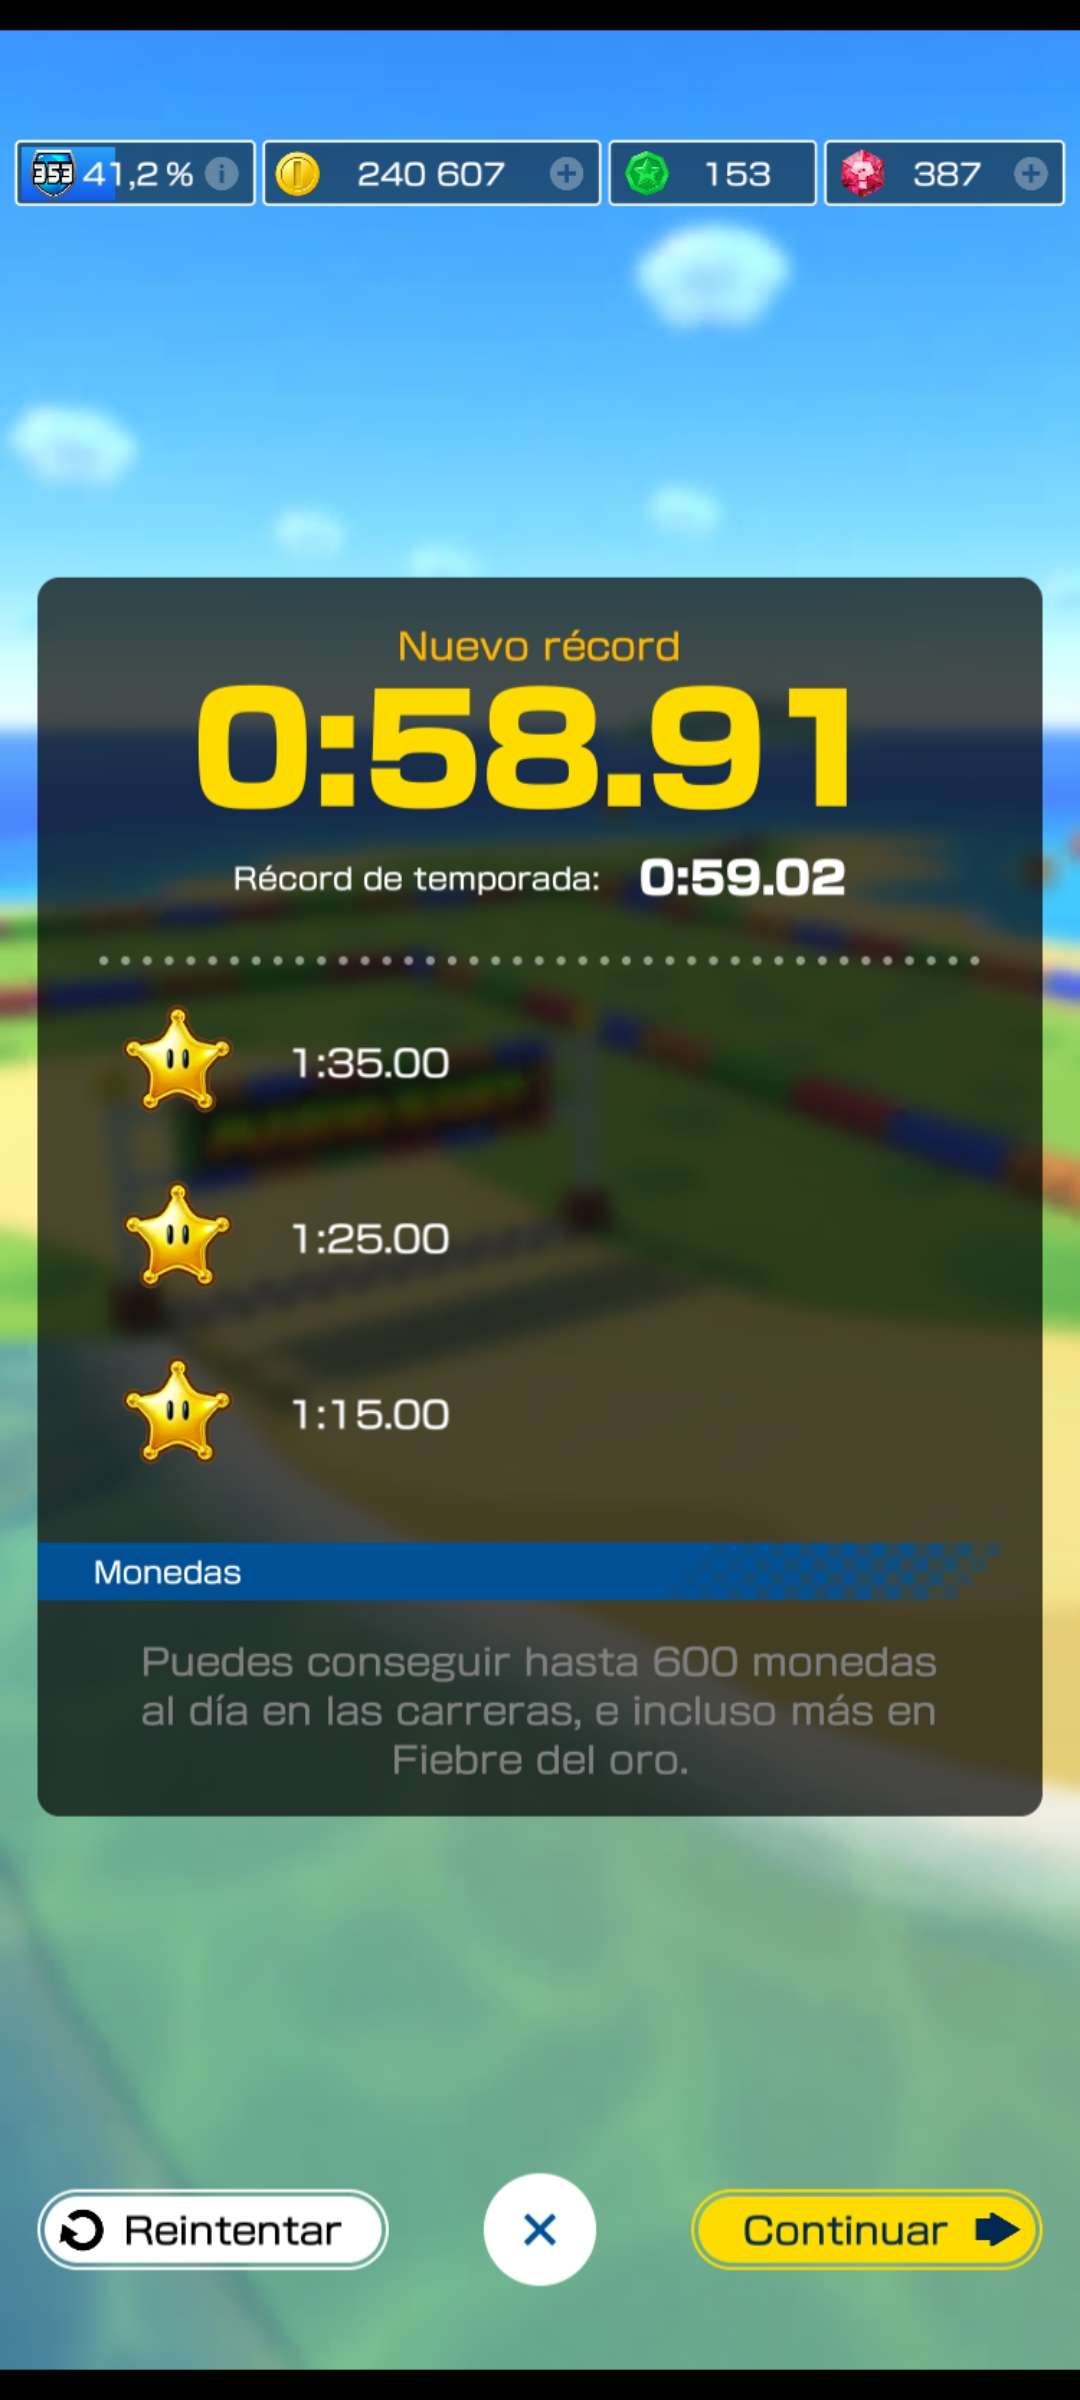 353 41,2 % i 240 607 + 153 387 +
Nuevo récord
0:58.91
Récord de temporada: 0:59.02
1:35.00
1:25.00
1:15.00
Monedas
Puedes conseguir hasta 600 monedas
al día en las carreras, e incluso más en
Fiebre del oro.
Reintentar × Continuar